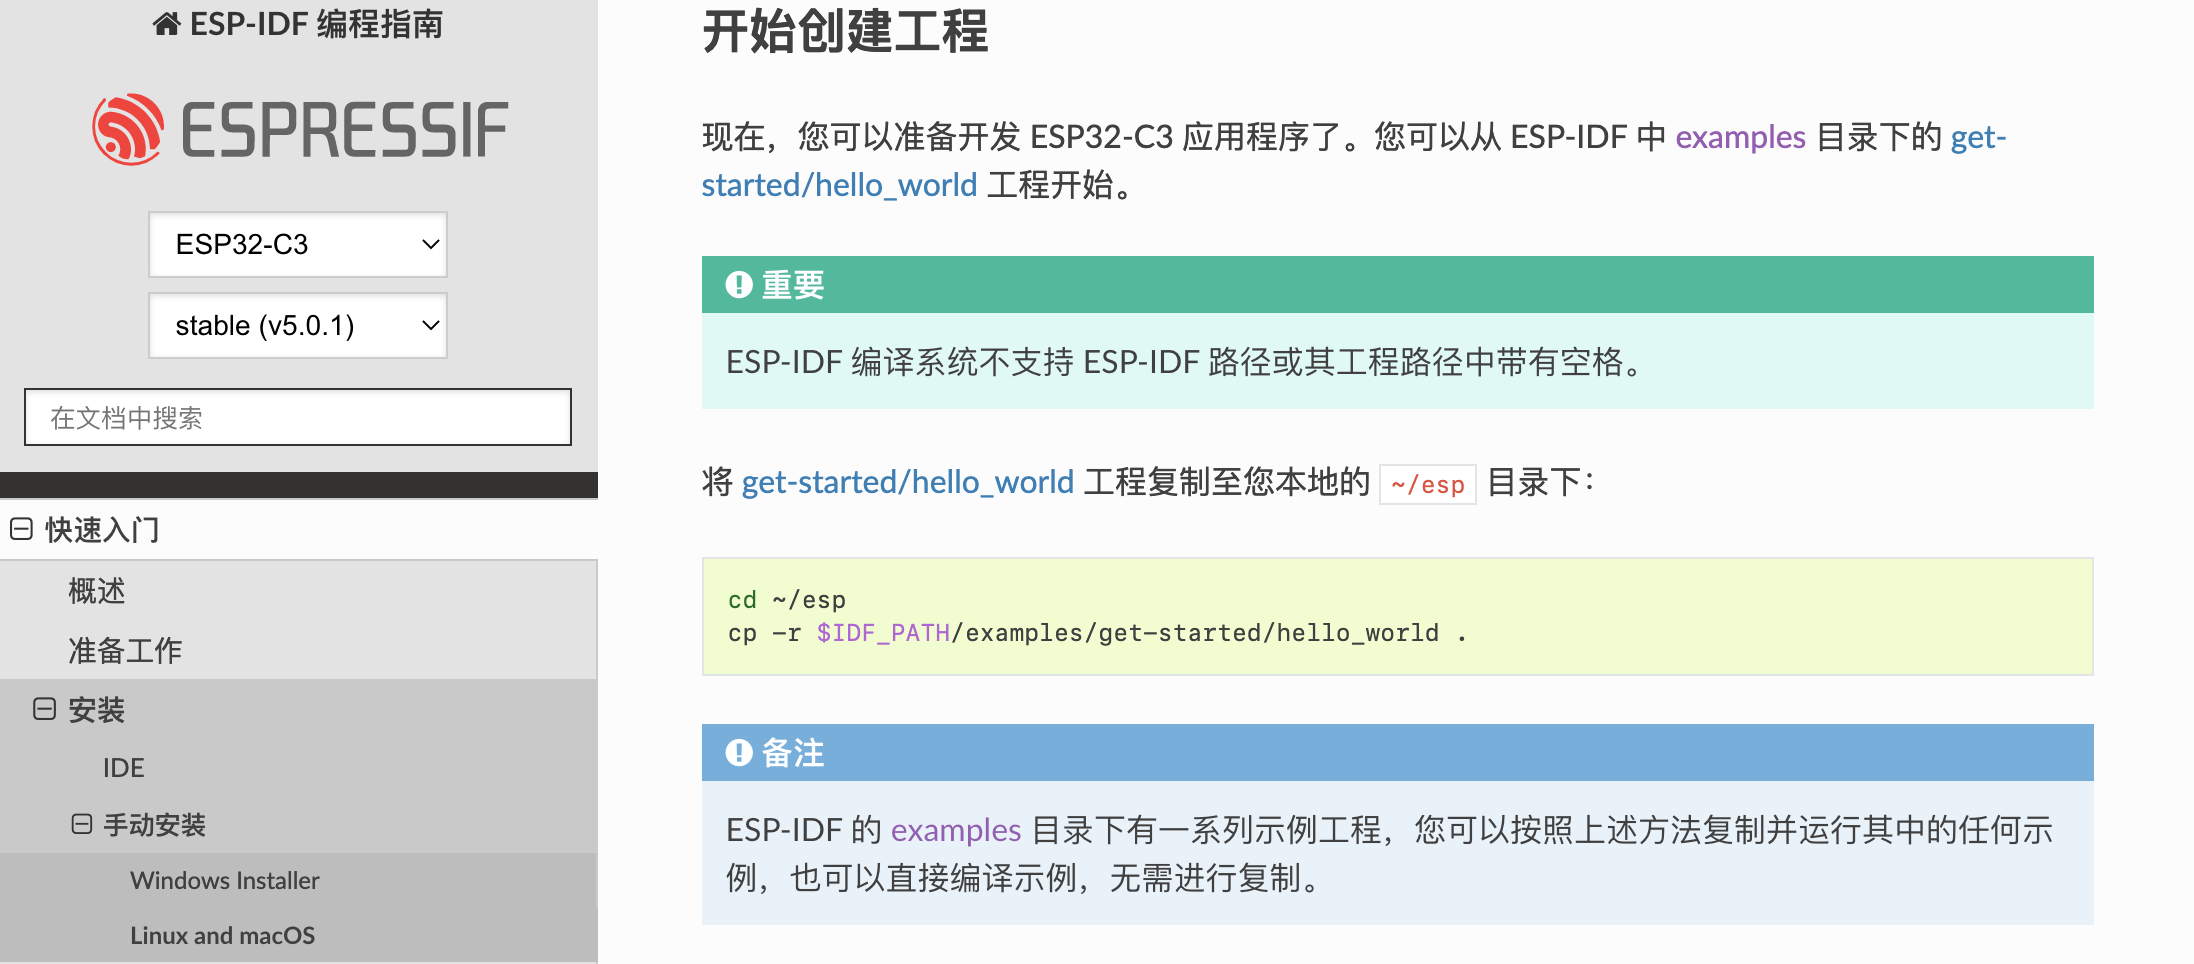 ESP-IDF 编程指南
ESPRESSIF
ESP32-C3
stable (v5.0.1)
在文档中搜索
快速入门
概述
准备工作
安装
IDE
手动安装
Windows Installer
Linux and macOS
开始创建工程
现在，您可以准备开发 ESP32-C3 应用程序了。您可以从 ESP-IDF 中 examples 目录下的 get-
started/hello_world 工程开始。
重要
ESP-IDF 编译系统不支持 ESP-IDF 路径或其工程路径中带有空格。
将 get-started/hello_world 工程复制至您本地的 ~/esp 目录下：
cd ~/esp
cp -r $IDF_PATH/examples/get-started/hello_world .
备注
ESP-IDF 的 examples 目录下有一系列示例工程，您可以按照上述方法复制并运行其中的任何示
例，也可以直接编译示例，无需进行复制。